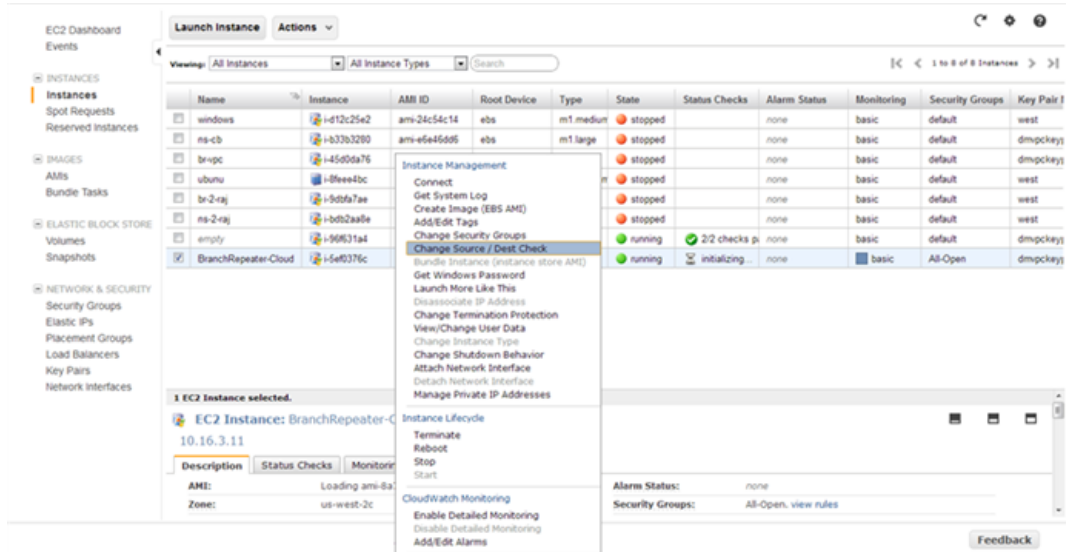 EC2 Dashboard
Events
INSTANCES
Instances
Spot Requests
Reserved Instances
IMAGES
AMIs
Bundle Tasks
ELASTIC BLOCK STORE
Volumes
Snapshots
NETWORK & SECURITY
Security Groups
Elastic IPs
Placement Groups
Load Balancers
Key Pairs
Network Interfaces
Launch Instance Actions
Viewing: All Instances All Instance Types Search 1 to 8 of 8 Instances
Name Instance AMI ID Root Device Type State Status Checks Alarm Status Monitoring Security Groups Key Pair
windows i-d12c25e2 ami-24c54c14 ebs m1.medium stopped none basic default west
ns-cb i-b33b3280 ami-e6e46dd6 ebs m1.large stopped none basic default dmvpckeyp
br-vpc i-45d0da76 stopped none basic Default dmvpckeyp
ubunu i-8feee4bc stopped none basic default west
br-2-raj i-9dbfa7ae stopped none basic default west
ns-2-raj i-bdb2aa8e stopped none basic default west
empty i-96f631a4 running 2/2 checks p none basic default dmvpckeyp
BranchRepeater-Cloud i-5ef0376c running initializing... none basic All-Open dmvpckeyp
Instance Management
Connect
Get System Log
Create Image (EBS AMI)
Add/Edit Tags
Change Security Groups
Change Source / Dest Check
Bundle Instance (instance store AMI)
Get Windows Password
Launch More Like This
Disassociate IP Address
Change Termination Protection
View/Change User Data
Change Instance Type
Change Shutdown Behavior
Attach Network Interface
Detach Network Interface
Manage Private IP Addresses
Instance Lifecycle
Terminate
Reboot
Stop
Start
CloudWatch Monitoring
Enable Detailed Monitoring
Disable Detailed Monitoring
Add/Edit Alarms
1 EC2 Instance selected.
EC2 Instance: BranchRepeater-C
10.16.3.11
Description Status Checks Monitorin
AMI: Loading ami-8a Alarm Status: none
Zone: us-west-2c Security Groups: All-Open. view rules
Feedback